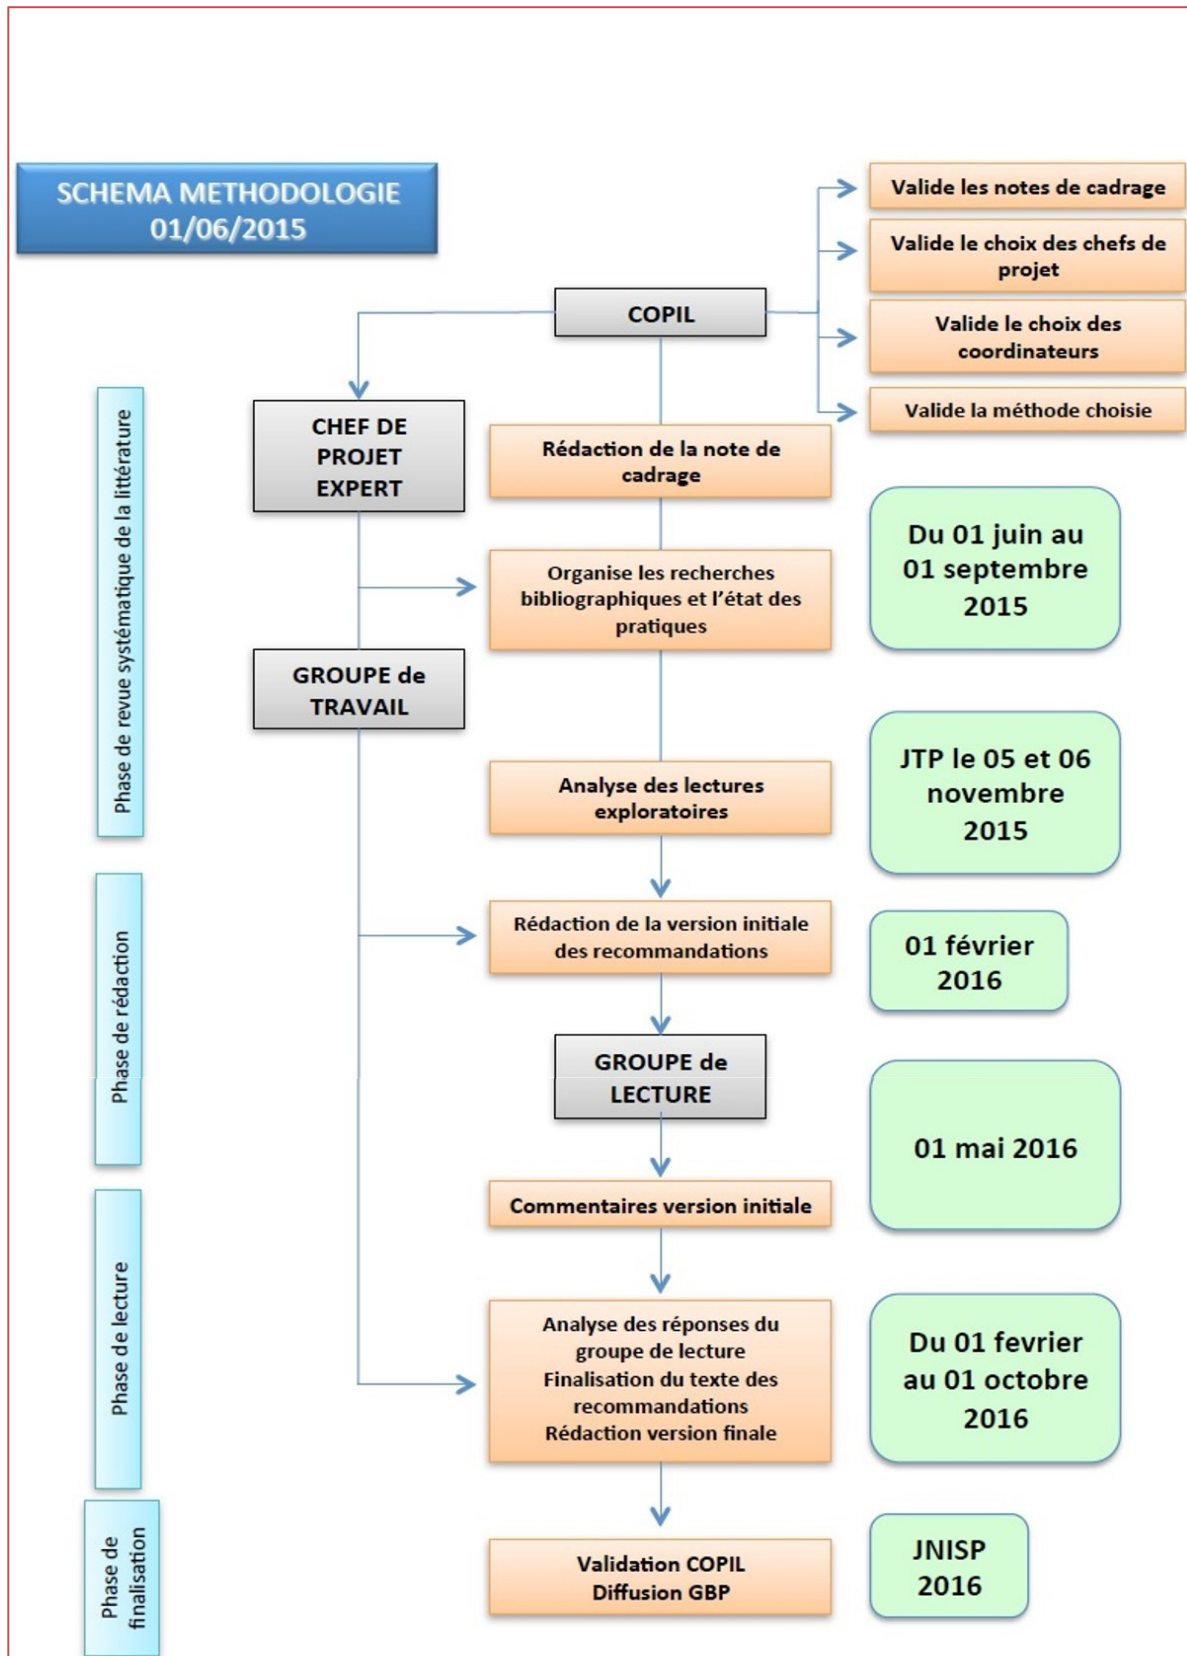 SCHEMA METHODOLOGIE
01/06/2015
Valide les notes de cadrage
Valide le choix des chefs de
projet
Valide le choix des
coordinateurs
Valide la méthode choisie
COPIL
Phase de revue systématique de la littérature
CHEF DE
PROJET
EXPERT
Rédaction de la note de
cadrage
Du 01 juin au
01 septembre
2015
Organise les recherches
bibliographiques et l’état des
pratiques
GROUPE de
TRAVAIL
JTP le 05 et 06
novembre
2015
Analyse des lectures
exploratoires
Phase de rédaction
Rédaction de la version initiale
des recommandations
01 février
2016
GROUPE de
LECTURE
01 mai 2016
Commentaires version initiale
Phase de lecture
Analyse des réponses du
groupe de lecture
Finalisation du texte des
recommandations
Rédaction version finale
Du 01 fevrier
au 01 octobre
2016
Phase de
finalisation
Validation COPIL
Diffusion GBP
JNISP
2016